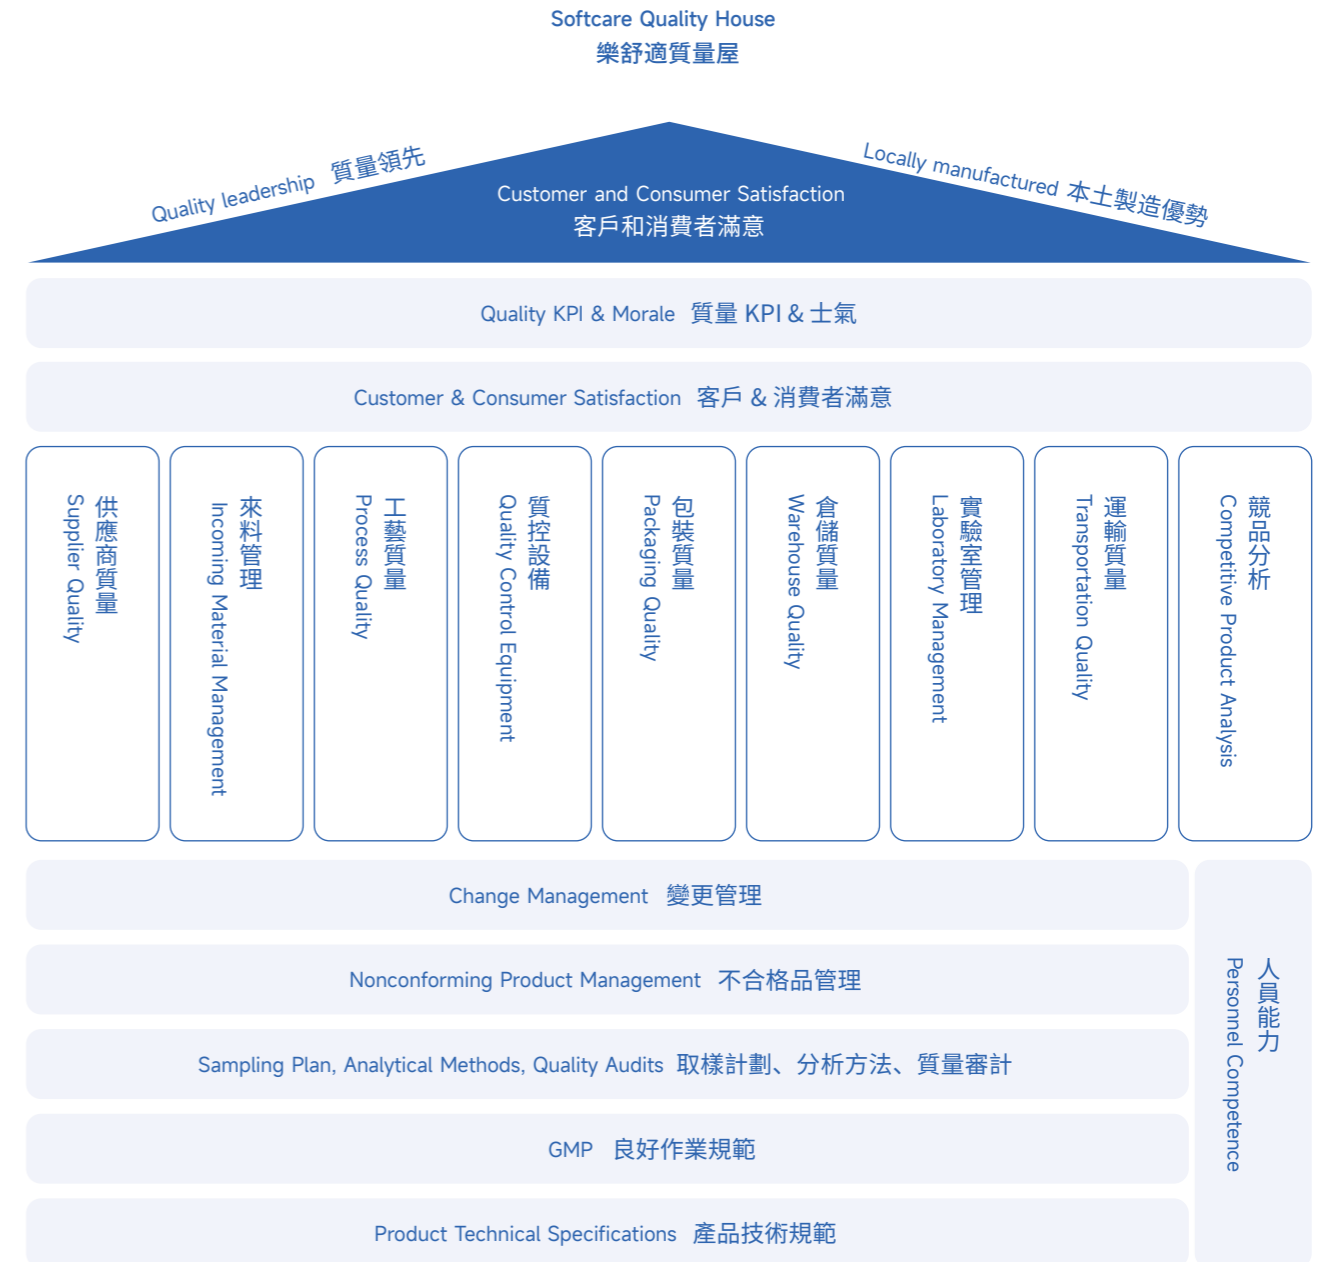 Softcare Quality House
樂舒適質量屋
Quality leadership 質量領先
Locally manufactured 本土製造優勢
Customer and Consumer Satisfaction
客戶和消費者滿意
Quality KPI & Morale 質量 KPI & 士氣
Customer & Consumer Satisfaction 客戶 & 消費者滿意
供應商質量
Supplier Quality
來料管理
Incoming Material Management
工藝質量
Process Quality
質控設備
Quality Control Equipment
包裝質量
Packaging Quality
倉儲質量
Warehouse Quality
實驗室管理
Laboratory Management
運輸質量
Transportation Quality
競品分析
Competitive Product Analysis
Change Management 變更管理
Nonconforming Product Management 不合格品管理
Sampling Plan, Analytical Methods, Quality Audits 取樣計劃、分析方法、質量審計
GMP 良好作業規範
Product Technical Specifications 產品技術規範
人員能力
Personnel Competence